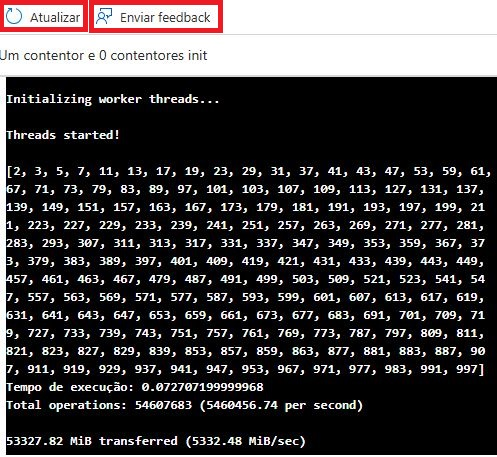 Atualizar Enviar feedback
Um contentor e 0 contentores init
Initializing worker threads...
Threads started!
[2, 3, 5, 7, 11, 13, 17, 19, 23, 29, 31, 37, 41, 43, 47, 53, 59, 61,
67, 71, 73, 79, 83, 89, 97, 101, 103, 107, 109, 113, 127, 131, 137,
139, 149, 151, 157, 163, 167, 173, 179, 181, 191, 193, 197, 199, 21
1, 223, 227, 229, 233, 239, 241, 251, 257, 263, 269, 271, 277, 281,
283, 293, 307, 311, 313, 317, 331, 337, 347, 349, 353, 359, 367, 37
3, 379, 383, 389, 397, 401, 409, 419, 421, 431, 433, 439, 443, 449,
457, 461, 463, 467, 479, 487, 491, 499, 503, 509, 521, 523, 541, 54
7, 557, 563, 569, 571, 577, 587, 593, 599, 601, 607, 613, 617, 619,
631, 641, 643, 647, 653, 659, 661, 673, 677, 683, 691, 701, 709, 71
9, 727, 733, 739, 743, 751, 757, 761, 769, 773, 787, 797, 809, 811,
821, 823, 827, 829, 839, 853, 857, 859, 863, 877, 881, 883, 887, 90
7, 911, 919, 929, 937, 941, 947, 953, 967, 971, 977, 983, 991, 997]
Tempo de execução: 0.072707199999968
Total operations: 54607683 (5460456.74 per second)
53327.82 MiB transferred (5332.48 MiB/sec)